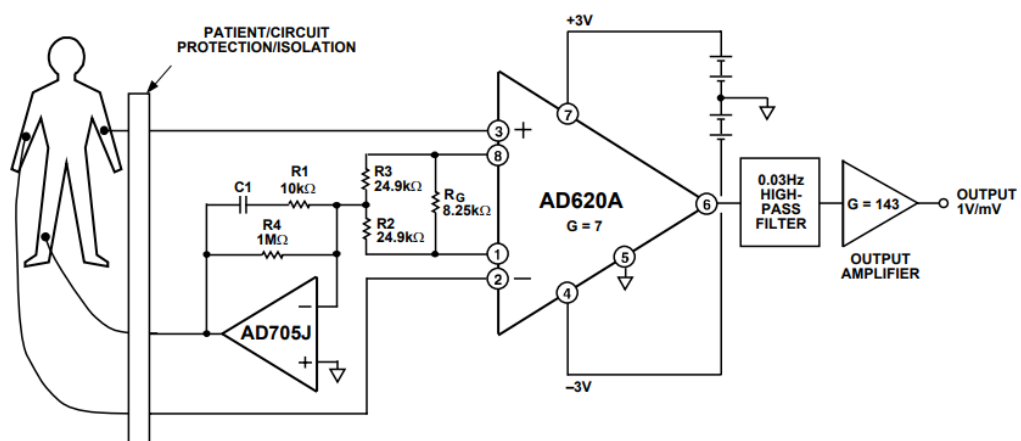 PATIENT/CIRCUIT
PROTECTION/ISOLATION
+3V
3
+
8
7
R1
10kΩ
C1
R3
24.9kΩ
RG
8.25kΩ
R4
1MΩ
R2
24.9kΩ
AD620A
G = 7
6
0.03Hz
HIGH-
PASS
FILTER
G = 143
OUTPUT
1V/mV
OUTPUT
AMPLIFIER
1
2
–
5
4
–
AD705J
+
–3V